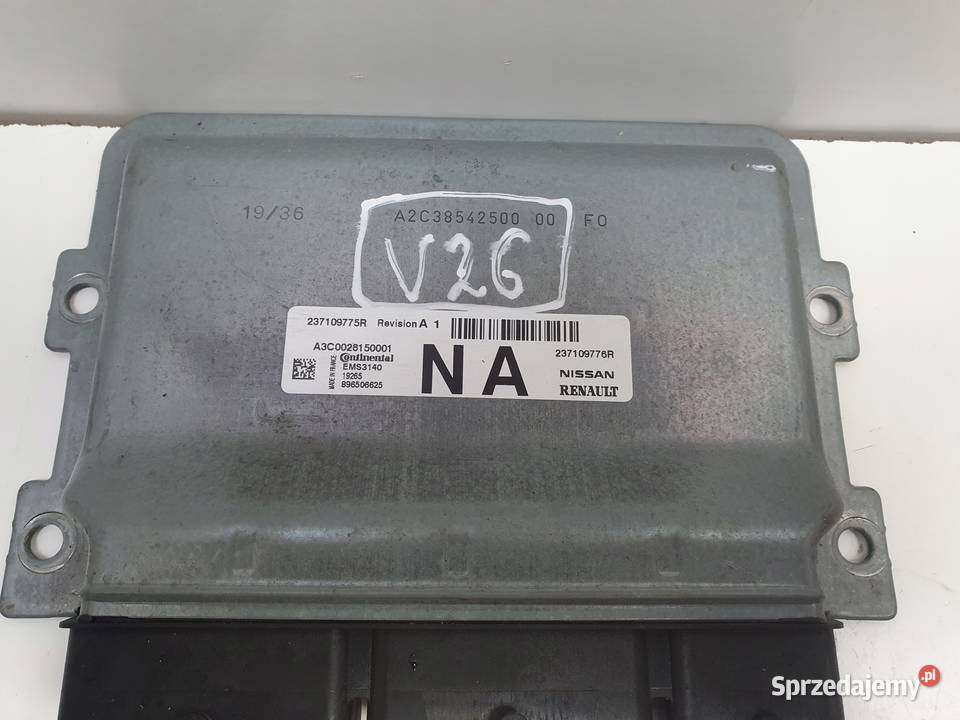 19/36 A2C38542500 00 F0
V26
237109775R Revision A 1
A3C0028150001
Continental
EMS3140
19265
896506625
MADE IN FRANCE
NA
237109776R
NISSAN
RENAULT
Sprzedajemy.pl